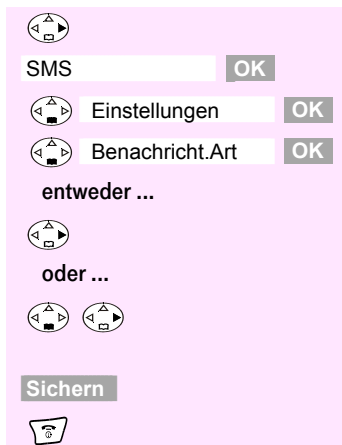 SMS OK
Einstellungen OK
Benachricht.Art OK
entweder ...
oder ...
Sichern